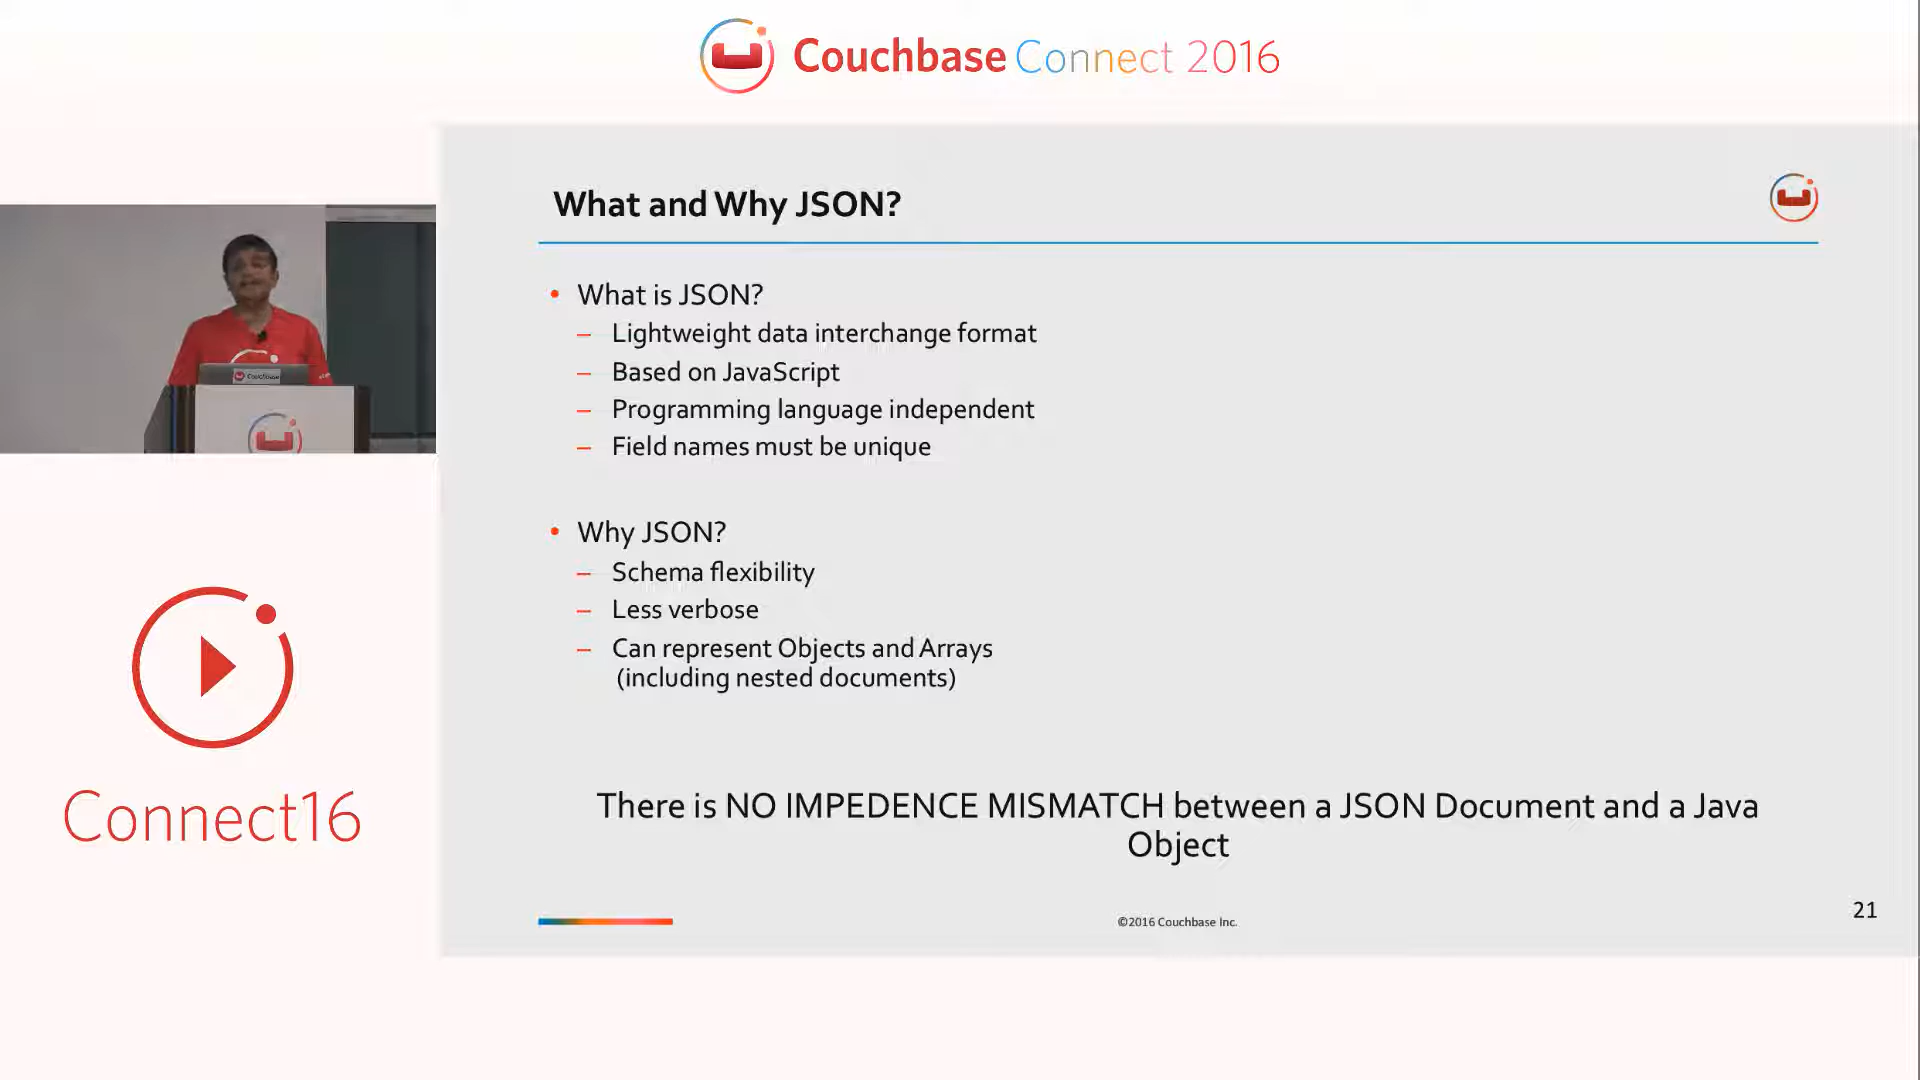 Couchbase Connect 2016
What and Why JSON?
• What is JSON?
– Lightweight data interchange format
– Based on JavaScript
– Programming language independent
– Field names must be unique
• Why JSON?
– Schema flexibility
– Less verbose
– Can represent Objects and Arrays
(including nested documents)
There is NO IMPEDENCE MISMATCH between a JSON Document and a Java
Object
©2016 Couchbase Inc.
21
Couchbase
Connect16